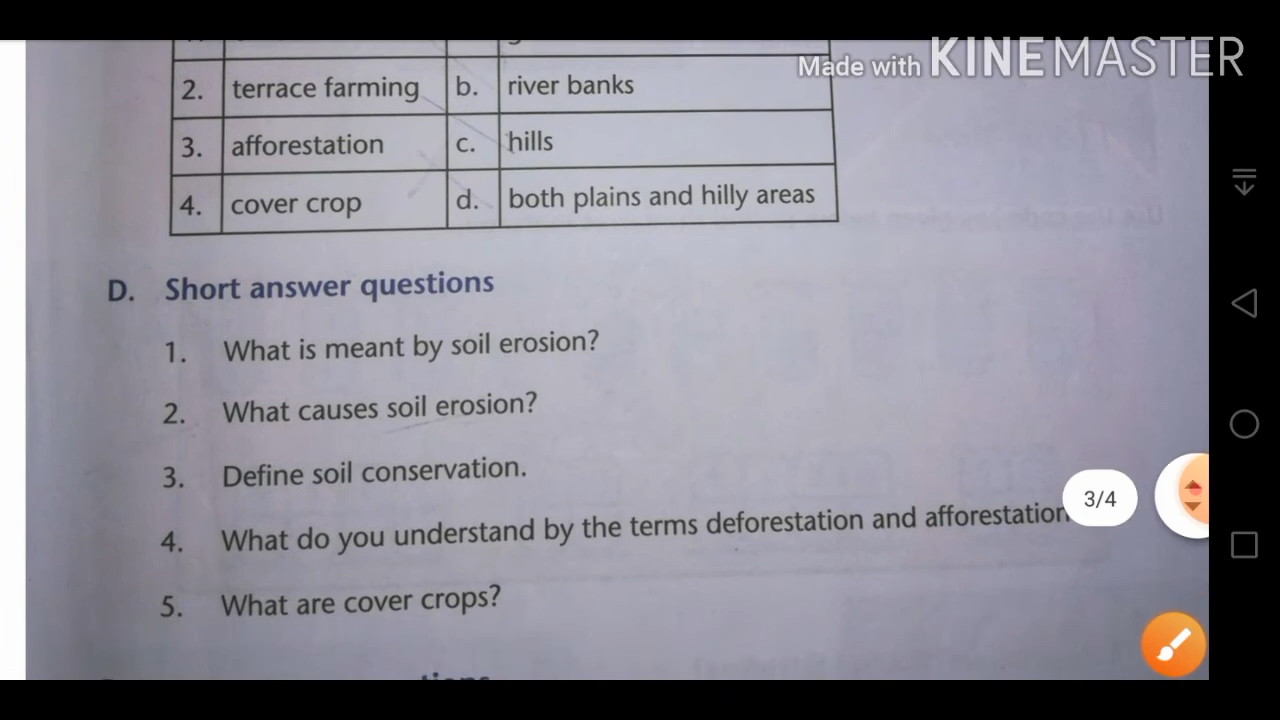 Made with KINEMASTER
2. terrace farming b. river banks
3. afforestation c. hills
4. cover crop d. both plains and hilly areas
D. Short answer questions
1. What is meant by soil erosion?
2. What causes soil erosion?
3. Define soil conservation.
4. What do you understand by the terms deforestation and afforestation
3/4
5. What are cover crops?